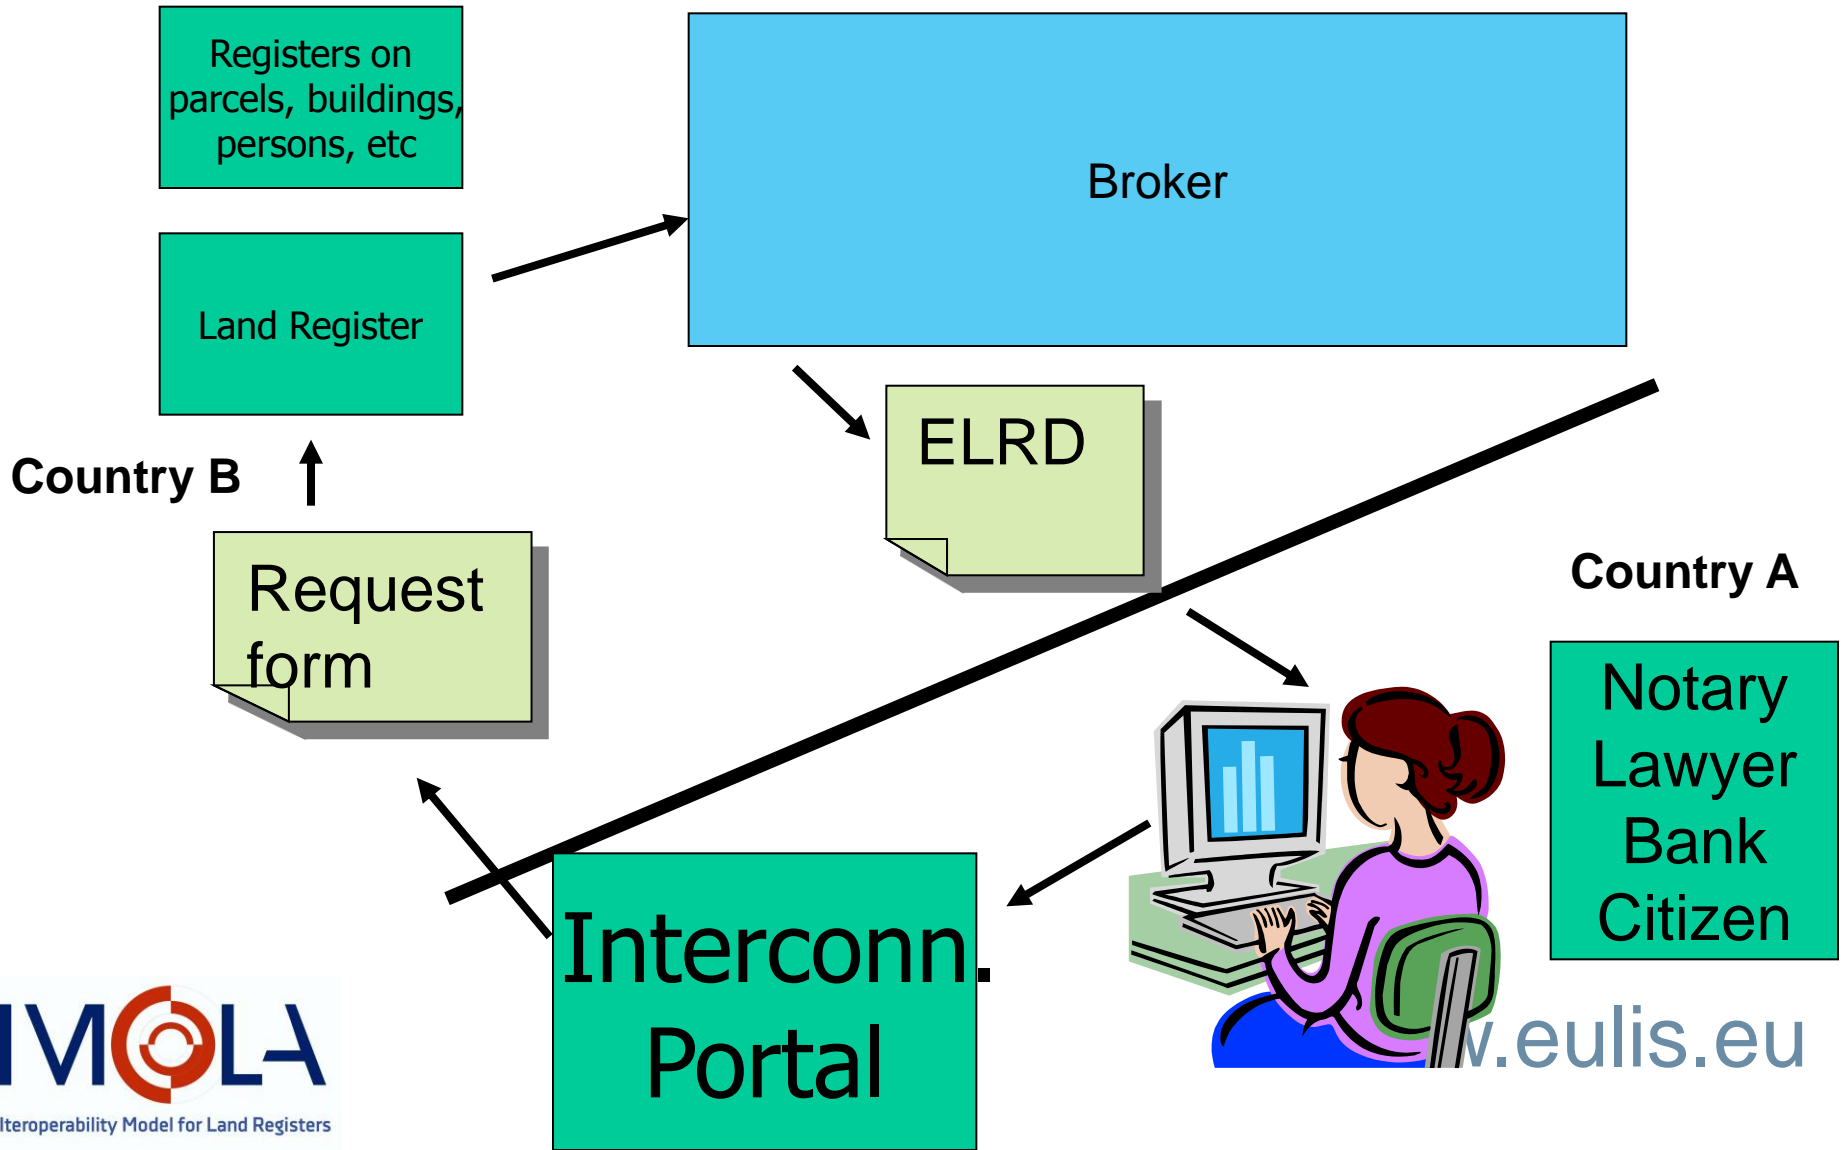 Registers on
parcels, buildings,
persons, etc
Broker
Land Register
ELRD
Country B
Request
form
Country A
Notary
Lawyer
Bank
Citizen
Interconn.
Portal
IMOLA
nteroperability Model for Land Registers
w.eulis.eu